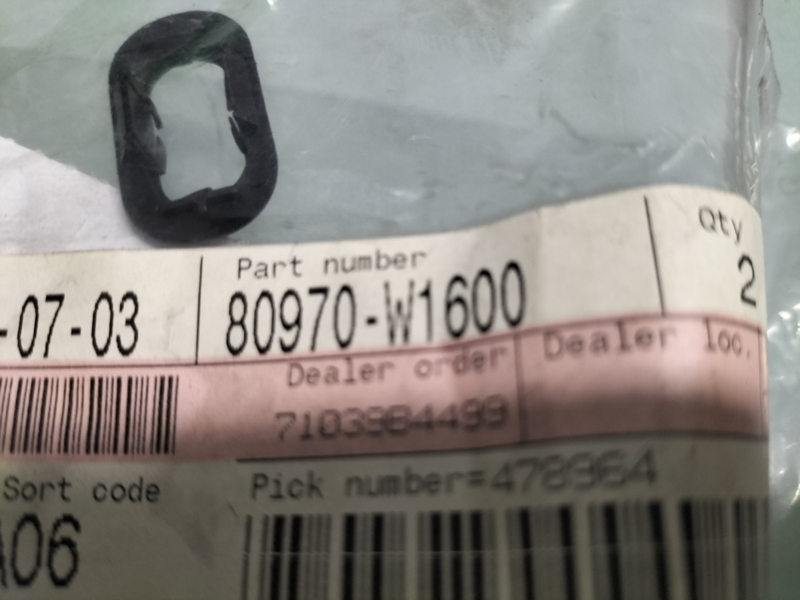 Qty
Part number
2
-07-03
80970-W1600
Dealer order
Dealer loc.
7103984499
Sort code
Pick number=478964
A06